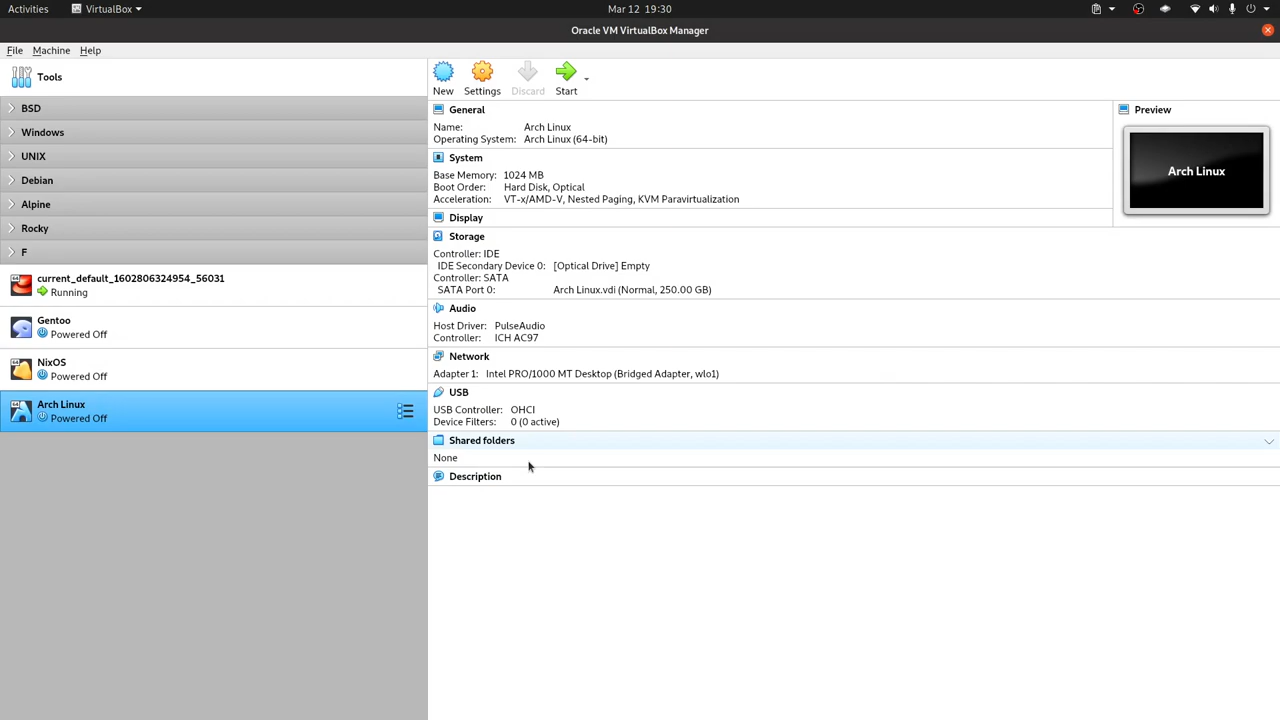 Activities VirtualBox Mar 12 19:30
Oracle VM VirtualBox Manager
File Machine Help
Tools
BSD
Windows
UNIX
Debian
Alpine
Rocky
F
current_default_1602806324954_56031
Running
Gentoo
Powered Off
NixOS
Powered Off
Arch Linux
Powered Off
New Settings Discard Start
General
Name: Arch Linux
Operating System: Arch Linux (64-bit)
System
Base Memory: 1024 MB
Boot Order: Hard Disk, Optical
Acceleration: VT-x/AMD-V, Nested Paging, KVM Paravirtualization
Display
Storage
Controller: IDE
IDE Secondary Device 0: [Optical Drive] Empty
Controller: SATA
SATA Port 0: Arch Linux.vdi (Normal, 250.00 GB)
Audio
Host Driver: PulseAudio
Controller: ICH AC97
Network
Adapter 1: Intel PRO/1000 MT Desktop (Bridged Adapter, wlo1)
USB
USB Controller: OHCI
Device Filters: 0 (0 active)
Shared folders
None
Description
Preview
Arch Linux